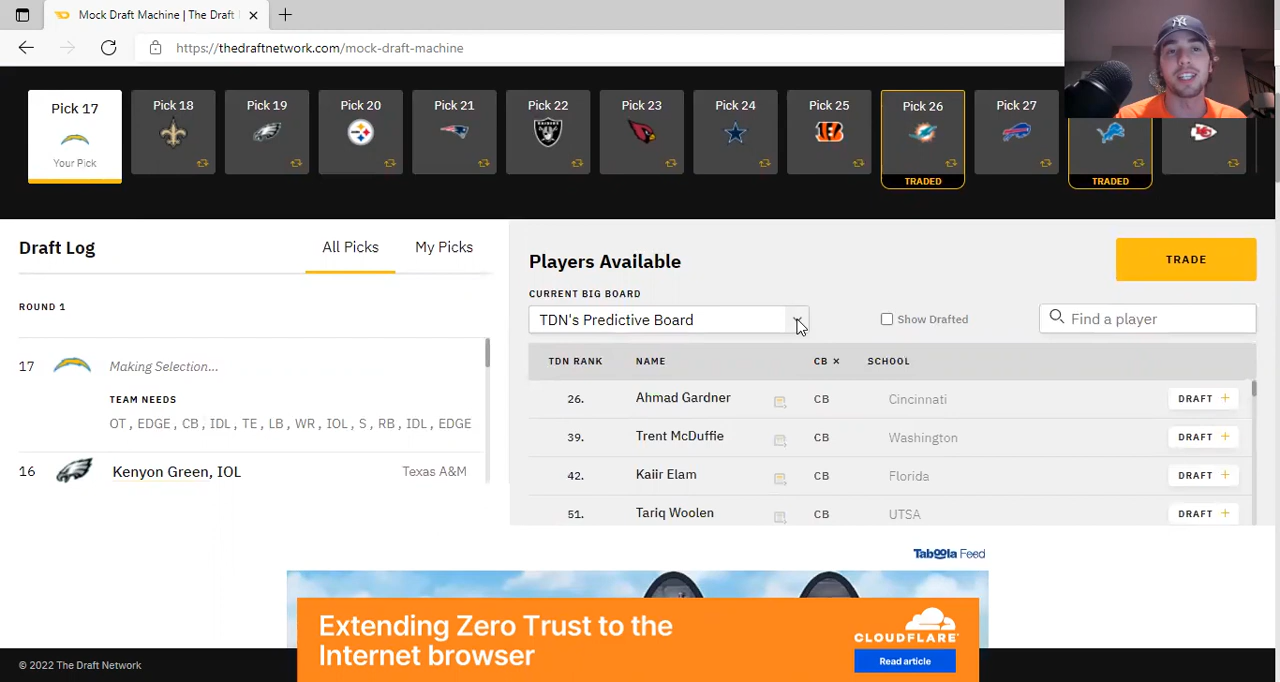 Mock Draft Machine | The Draft
https://thedraftnetwork.com/mock-draft-machine
Pick 17
Your Pick
Pick 18
Pick 19
Pick 20
Pick 21
Pick 22
Pick 23
Pick 24
Pick 25
Pick 26
TRADED
Pick 27
TRADED
Draft Log
All Picks
My Picks
ROUND 1
17 Making Selection...
TEAM NEEDS
OT , EDGE , CB , IDL , TE , LB , WR , IOL , S , RB , IDL , EDGE
16 Kenyon Green, IOL Texas A&M
Players Available
TRADE
CURRENT BIG BOARD
TDN's Predictive Board
Show Drafted
Find a player
TDN RANK NAME CB × SCHOOL
26. Ahmad Gardner CB Cincinnati DRAFT +
39. Trent McDuffie CB Washington DRAFT +
42. Kaiir Elam CB Florida DRAFT +
51. Tariq Woolen CB UTSA DRAFT +
Taboola Feed
Extending Zero Trust to the
Internet browser
CLOUDFLARE
Read article
© 2022 The Draft Network